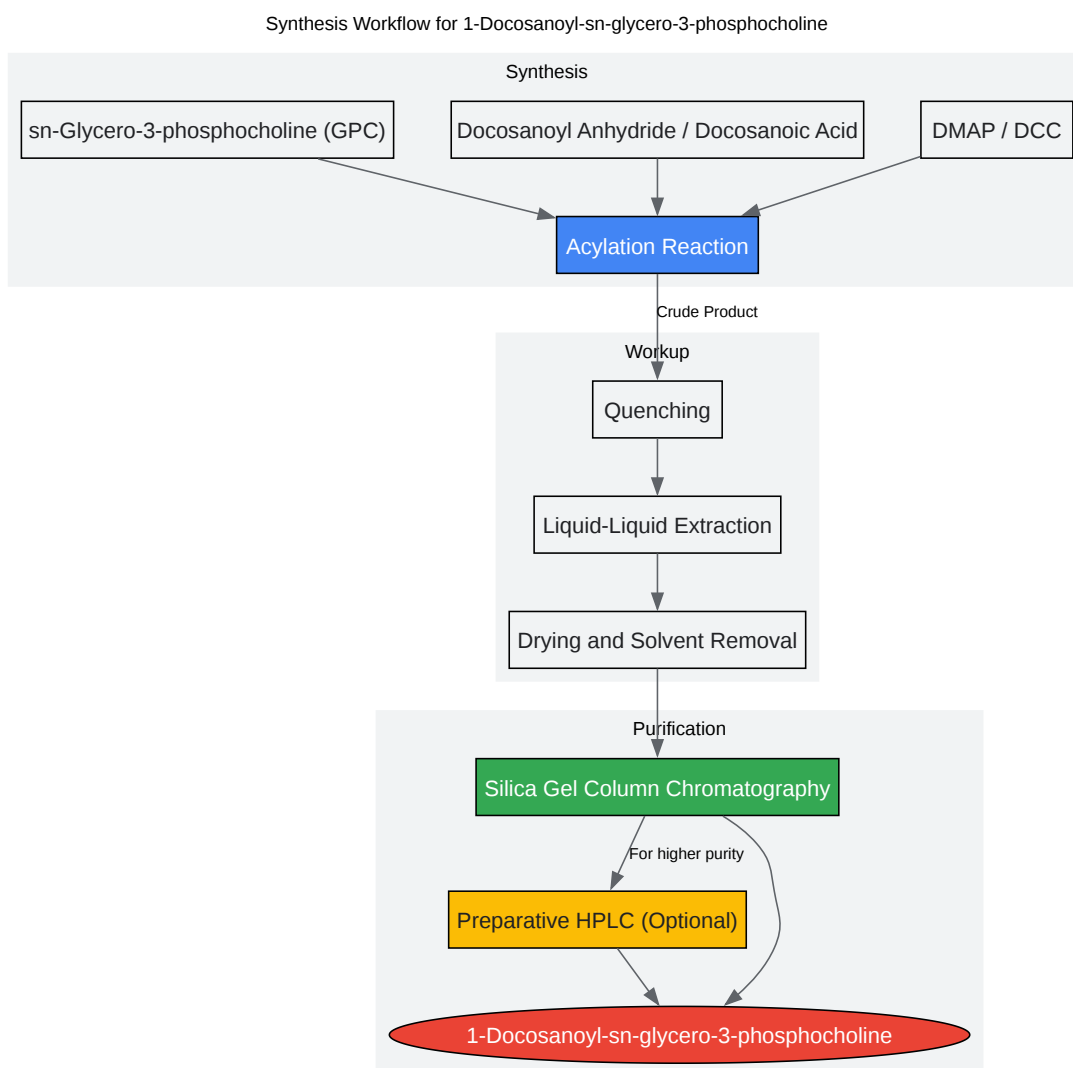 Synthesis Workflow for 1-Docosanoyl-sn-glycero-3-phosphocholine
Synthesis
sn-Glycero-3-phosphocholine (GPC)
Docosanoyl Anhydride / Docosanoic Acid
DMAP / DCC
Acylation Reaction
Crude Product
Workup
Quenching
Liquid-Liquid Extraction
Drying and Solvent Removal
Purification
Silica Gel Column Chromatography
For higher purity
Preparative HPLC (Optional)
1-Docosanoyl-sn-glycero-3-phosphocholine